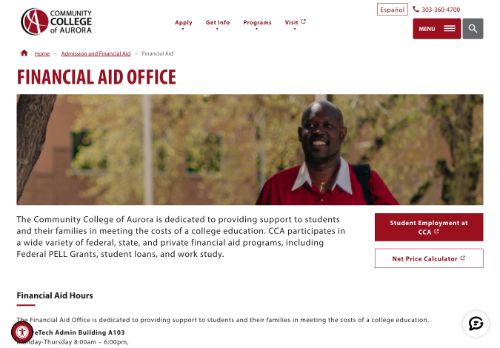 COMMUNITY
COLLEGE
of AURORA
Español
303-360-4700
Apply
Get Info
Programs
Visit
MENU
Home – Admission and Financial Aid – Financial Aid
FINANCIAL AID OFFICE
The Community College of Aurora is dedicated to providing support to students
and their families in meeting the costs of a college education. CCA participates in
a wide variety of federal, state, and private financial aid programs, including
Federal PELL Grants, student loans, and work study.
Student Employment at
CCA
Net Price Calculator
Financial Aid Hours
The Financial Aid Office is dedicated to providing support to students and their families in meeting the costs of a college education.
Admin Building A103
Monday-Thursday 8:00am – 6:00pm,